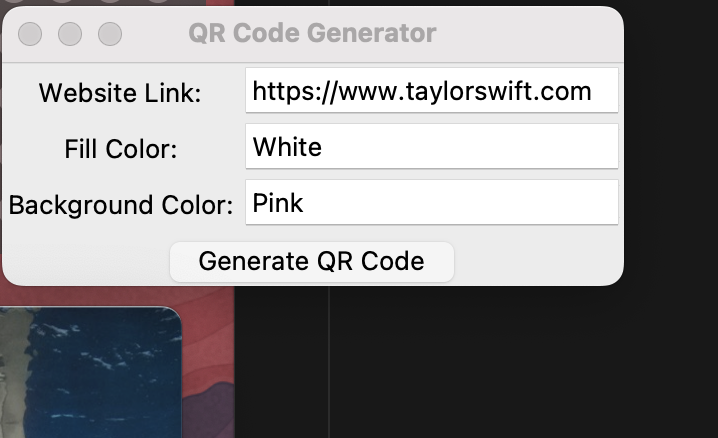 QR Code Generator
Website Link: https://www.taylorswift.com
Fill Color: White
Background Color: Pink
Generate QR Code